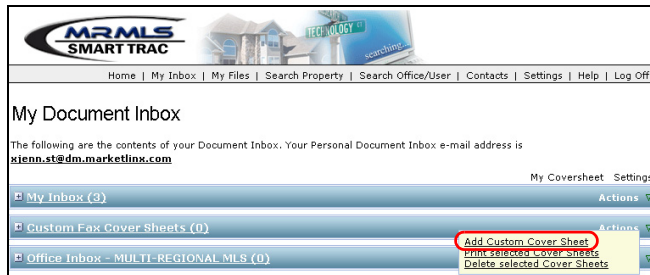 MRMLS
SMART TRAC
TECHNOLOGY CT
searching...
Home | My Inbox | My Files | Search Property | Search Office/User | Contacts | Settings | Help | Log Off
My Document Inbox
The following are the contents of your Document Inbox. Your Personal Document Inbox e-mail address is
xjenn.st@dm.marketlinx.com
My Coversheet Settings
My Inbox (3) Actions
Custom Fax Cover Sheets (0) Actions
Add Custom Cover Sheet
Print selected Cover Sheets
Delete selected Cover Sheets
Office Inbox - MULTI-REGIONAL MLS (0)